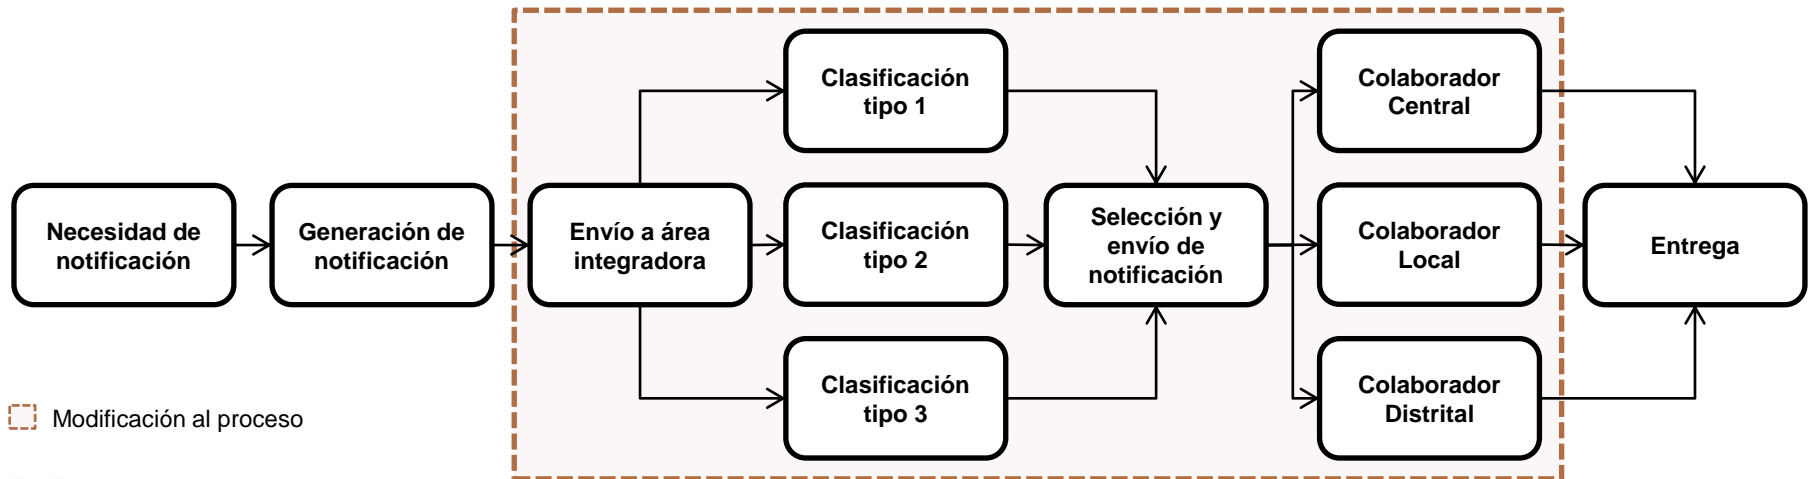 Necesidad de
notificación
Generación de
notificación
Envío a área
integradora
Clasificación
tipo 1
Clasificación
tipo 2
Clasificación
tipo 3
Selección y
envío de
notificación
Colaborador
Central
Colaborador
Local
Colaborador
Distrital
Entrega
Modificación al proceso